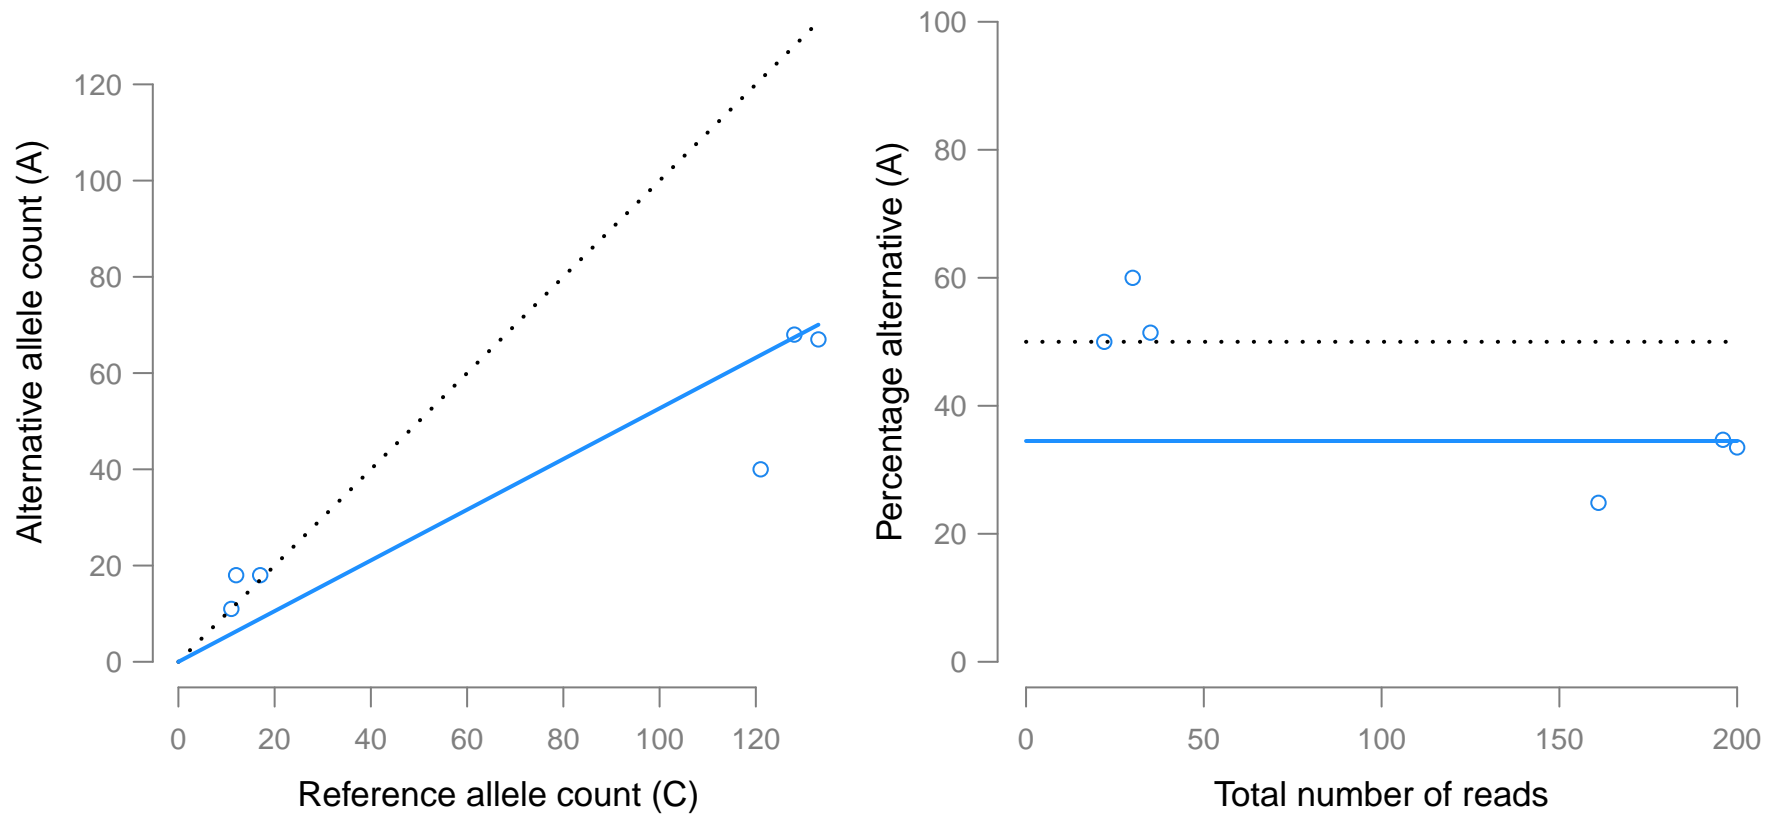 Alternative allele count (A)
120
100
80
60
40
20
0
0 20 40 60 80 100 120
Reference allele count (C)
Percentage alternative (A)
100
80
60
40
20
0
0 50 100 150 200
Total number of reads